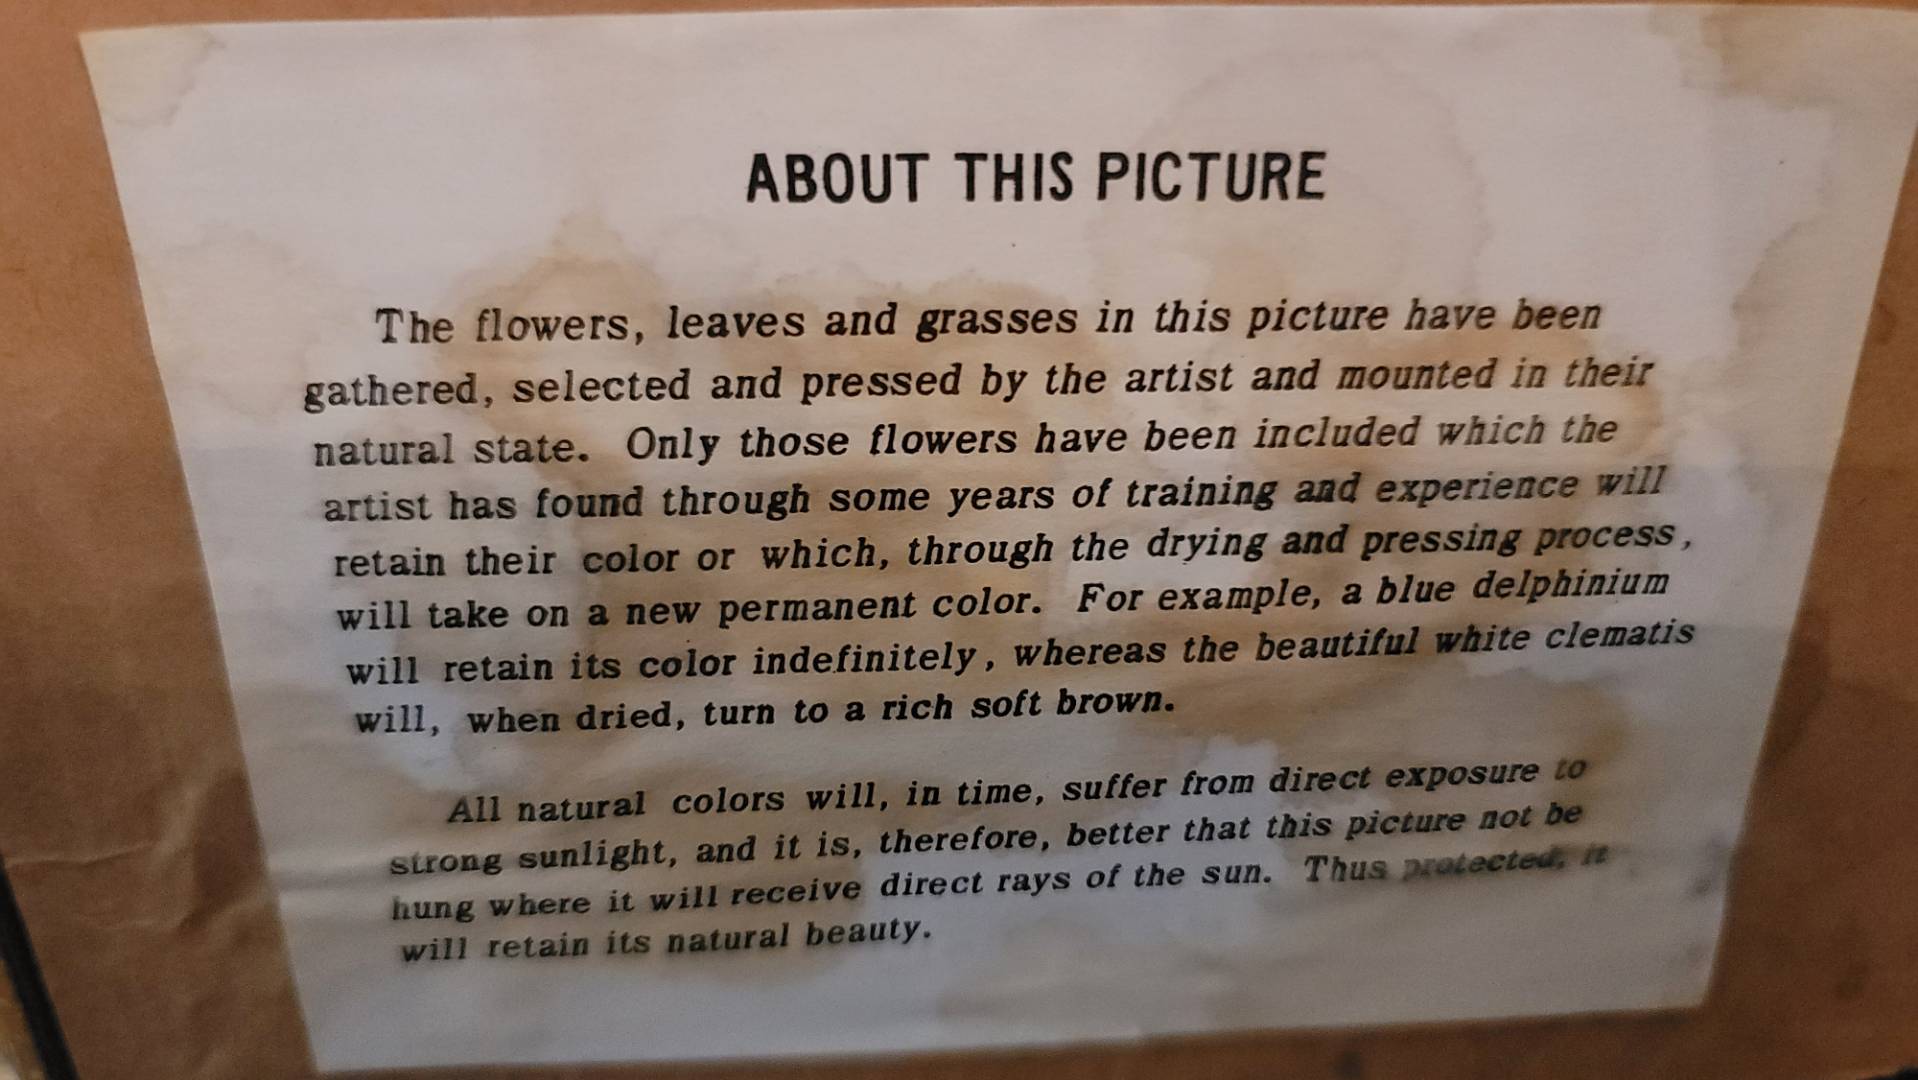 ABOUT THIS PICTURE
The flowers, leaves and grasses in this picture have been
gathered, selected and pressed by the artist and mounted in their
natural state. Only those flowers have been included which the
artist has found through some years of training and experience will
retain their color or which, through the drying and pressing process,
will take on a new permanent color. For example, a blue delphinium
will retain its color indefinitely, whereas the beautiful white clematis
will, when dried, turn to a rich soft brown.
All natural colors will, in time, suffer from direct exposure to
strong sunlight, and it is, therefore, better that this picture not be
hung where it will receive direct rays of the sun. Thus protected, it
will retain its natural beauty.